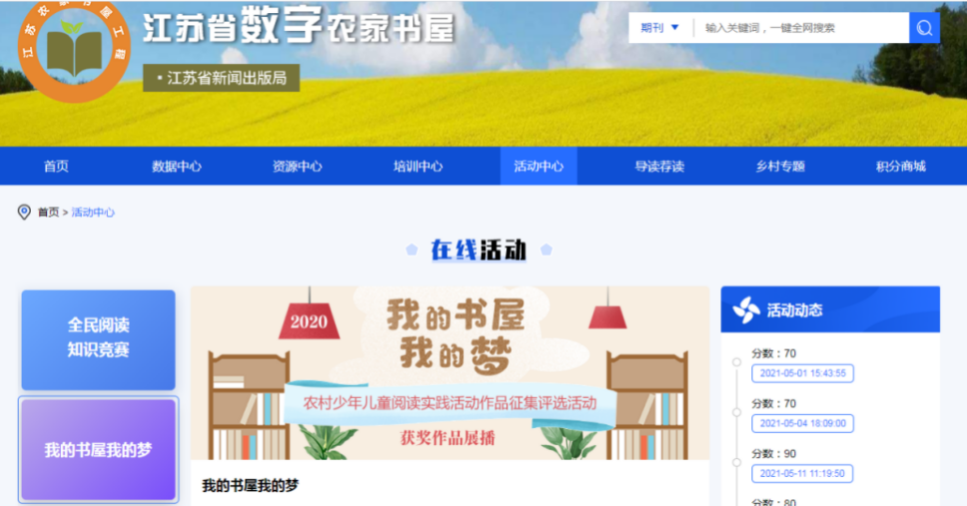 江苏农家书屋工程
江苏省数字农家书屋
·江苏省新闻出版局
期刊
输入关键词，一键全网搜索
首页
数据中心
资源中心
培训中心
活动中心
导读荐读
乡村专题
积分商城
首页 > 活动中心
在线活动
全民阅读
知识竞赛
我的书屋我的梦
2020
我的书屋
我的梦
农村少年儿童阅读实践活动作品征集评选活动
获奖作品展播
我的书屋我的梦
活动动态
分数：70
2021-05-01 15:43:55
分数：70
2021-05-04 18:09:00
分数：90
2021-05-11 11:19:50
分数：80